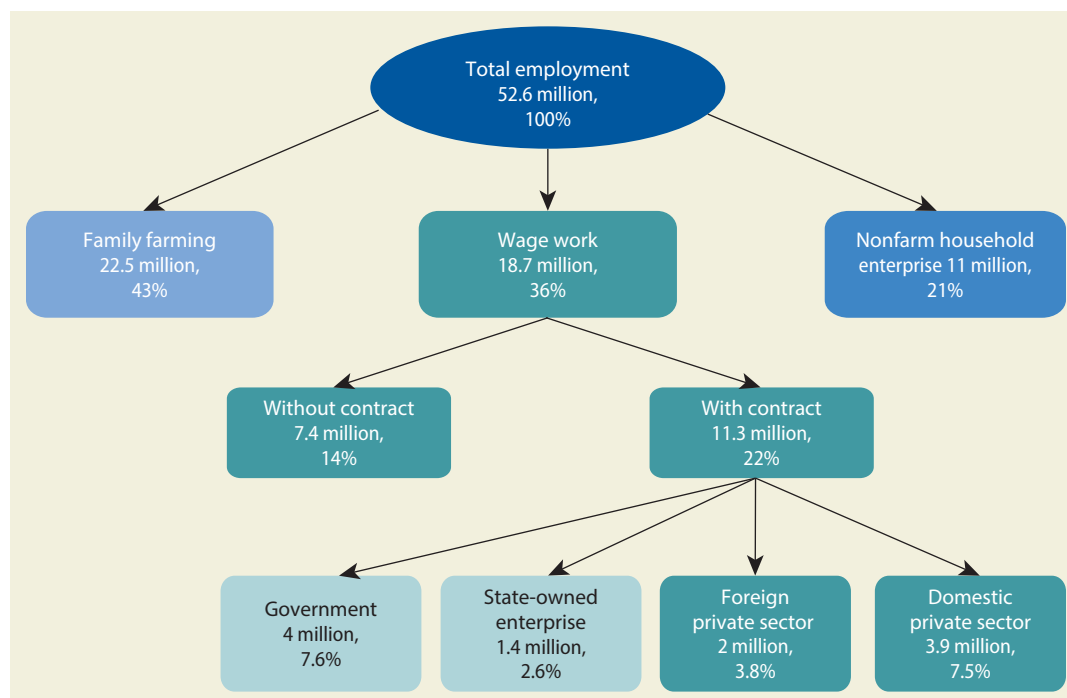 Total employment
52.6 million,
100%
Family farming
22.5 million,
43%
Wage work
18.7 million,
36%
Nonfarm household
enterprise 11 million,
21%
Without contract
7.4 million,
14%
With contract
11.3 million,
22%
Government
4 million,
7.6%
State-owned
enterprise
1.4 million,
2.6%
Foreign
private sector
2 million,
3.8%
Domestic
private sector
3.9 million,
7.5%